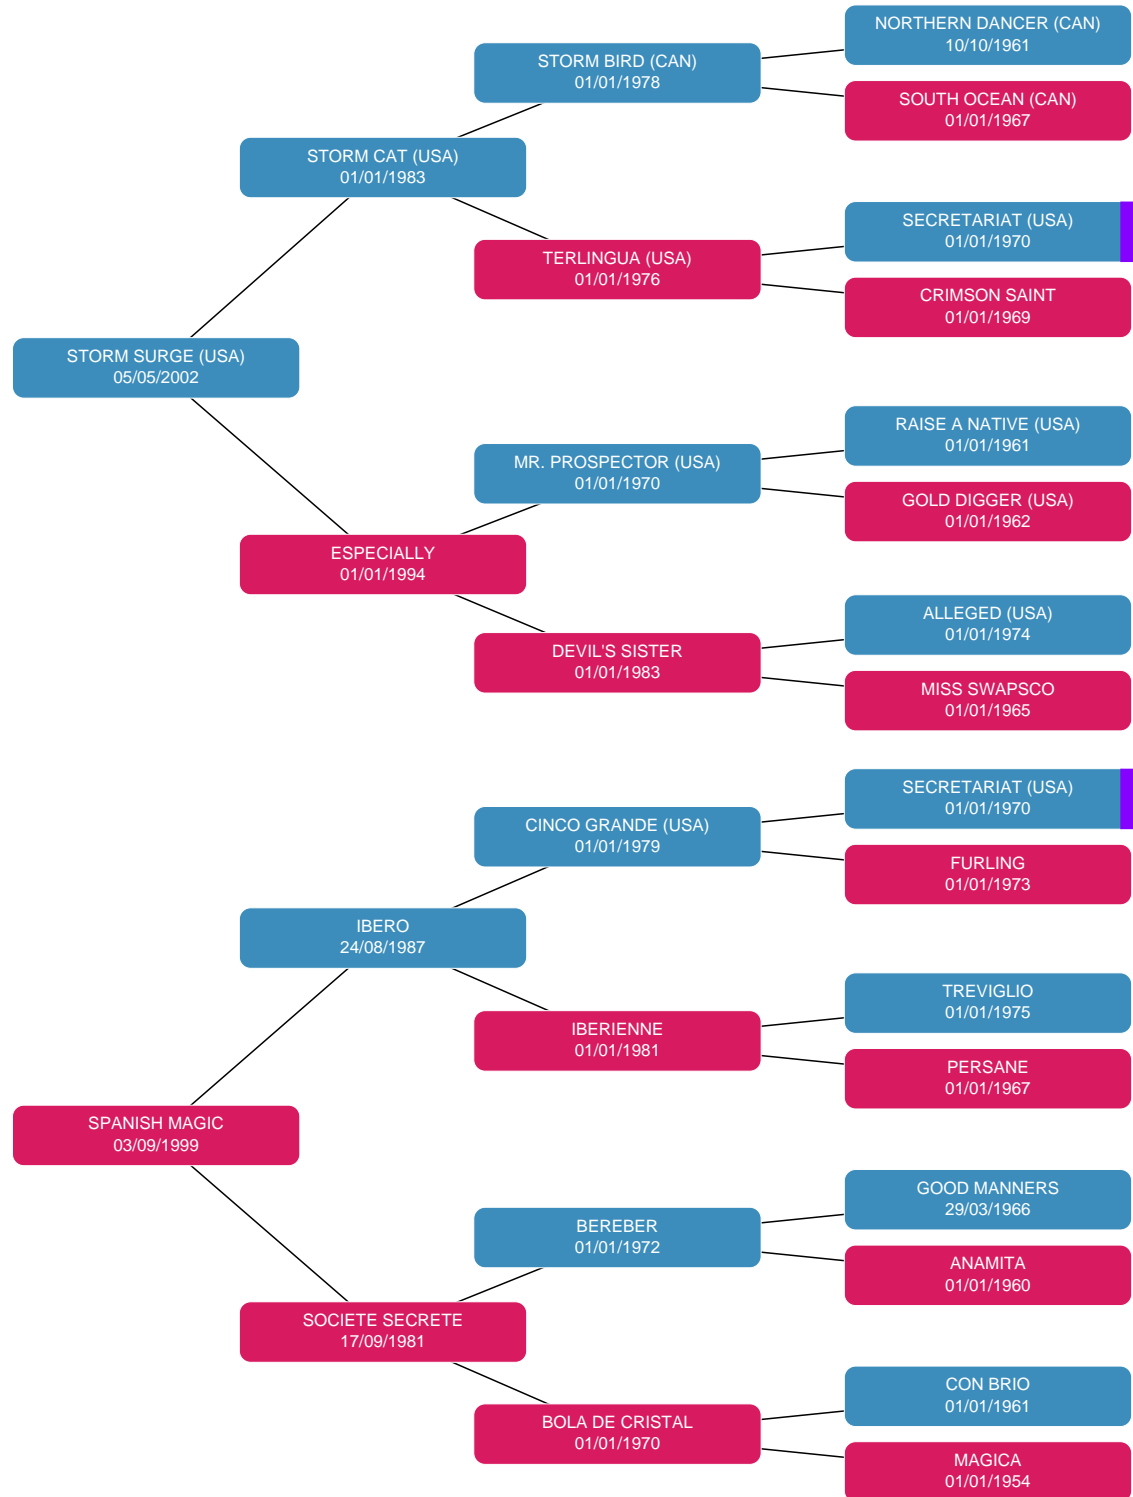 NORTHERN DANCER (CAN)
10/10/1961
STORM BIRD (CAN)
01/01/1978
SOUTH OCEAN (CAN)
01/01/1967
STORM CAT (USA)
01/01/1983
SECRETARIAT (USA)
01/01/1970
TERLINGUA (USA)
01/01/1976
CRIMSON SAINT
01/01/1969
STORM SURGE (USA)
05/05/2002
RAISE A NATIVE (USA)
01/01/1961
MR. PROSPECTOR (USA)
01/01/1970
GOLD DIGGER (USA)
01/01/1962
ESPECIALLY
01/01/1994
ALLEGED (USA)
01/01/1974
DEVIL'S SISTER
01/01/1983
MISS SWAPSCO
01/01/1965
SECRETARIAT (USA)
01/01/1970
CINCO GRANDE (USA)
01/01/1979
FURLING
01/01/1973
IBERO
24/08/1987
TREVIGLIO
01/01/1975
IBERIENNE
01/01/1981
PERSANE
01/01/1967
SPANISH MAGIC
03/09/1999
GOOD MANNERS
29/03/1966
BEREBER
01/01/1972
ANAMITA
01/01/1960
SOCIETE SECRETE
17/09/1981
CON BRIO
01/01/1961
BOLA DE CRISTAL
01/01/1970
MAGICA
01/01/1954